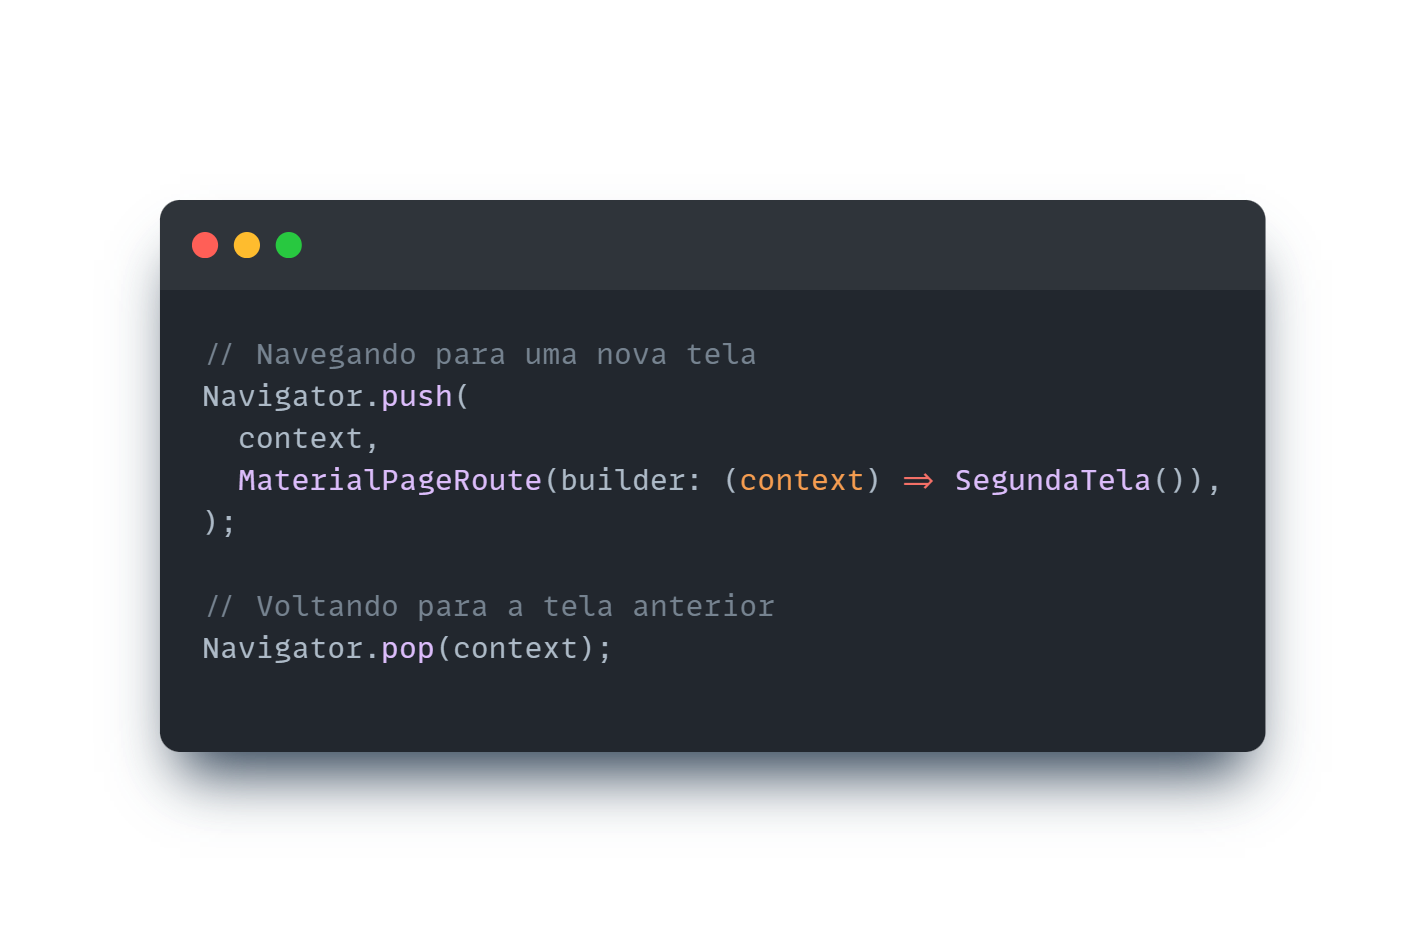 // Navegando para uma nova tela
Navigator.push(
  context,
  MaterialPageRoute(builder: (context) => SegundaTela()),
);

// Voltando para a tela anterior
Navigator.pop(context);